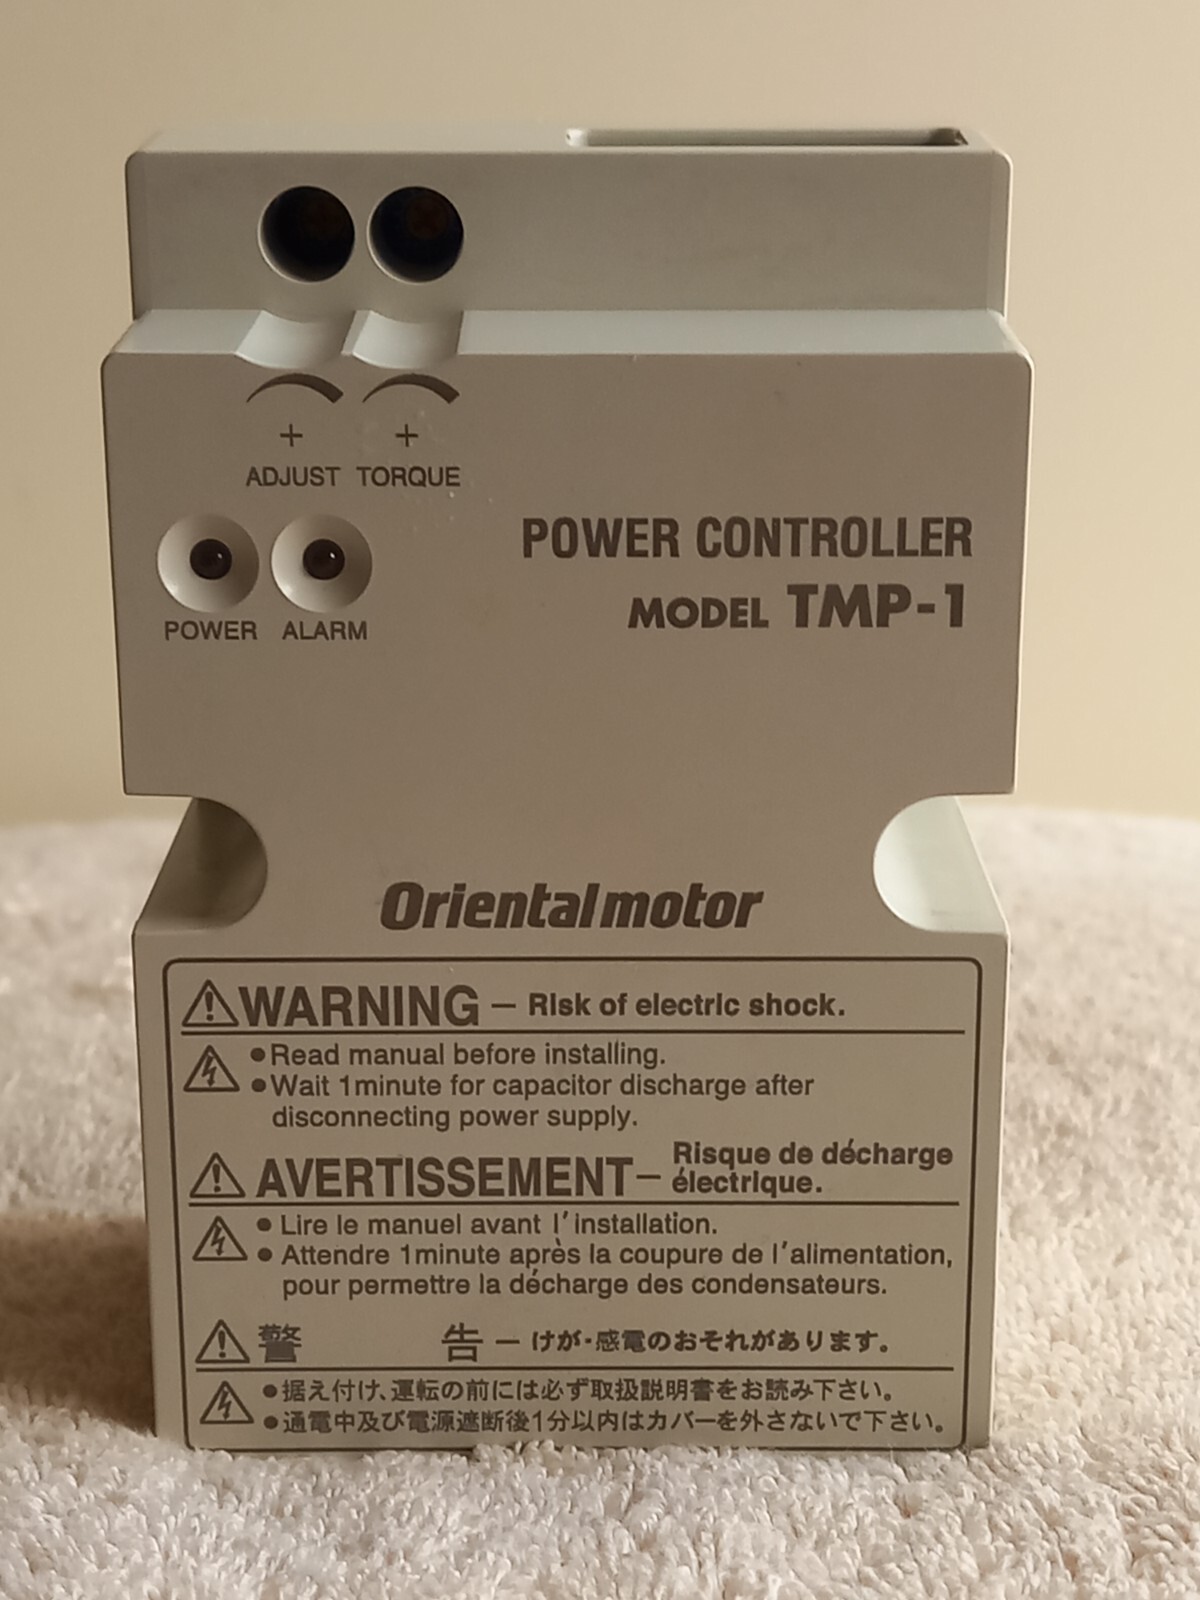 + +
ADJUST TORQUE
POWER CONTROLLER
MODEL TMP-1
POWER ALARM
Orientalmotor
WARNING – Risk of electric shock.
•Read manual before installing.
•Wait 1minute for capacitor discharge after
disconnecting power supply.
AVERTISSEMENT – Risque de décharge
électrique.
• Lire le manuel avant l'installation.
• Attendre 1minute après la coupure de l'alimentation,
pour permettre la décharge des condensateurs.
警 告 – けが・感電のおそれがあります。
•据え付け、運転の前には必ず取扱説明書をお読み下さい。
•通電中及び電源遮断後1分以内はカバーを外さないで下さい。